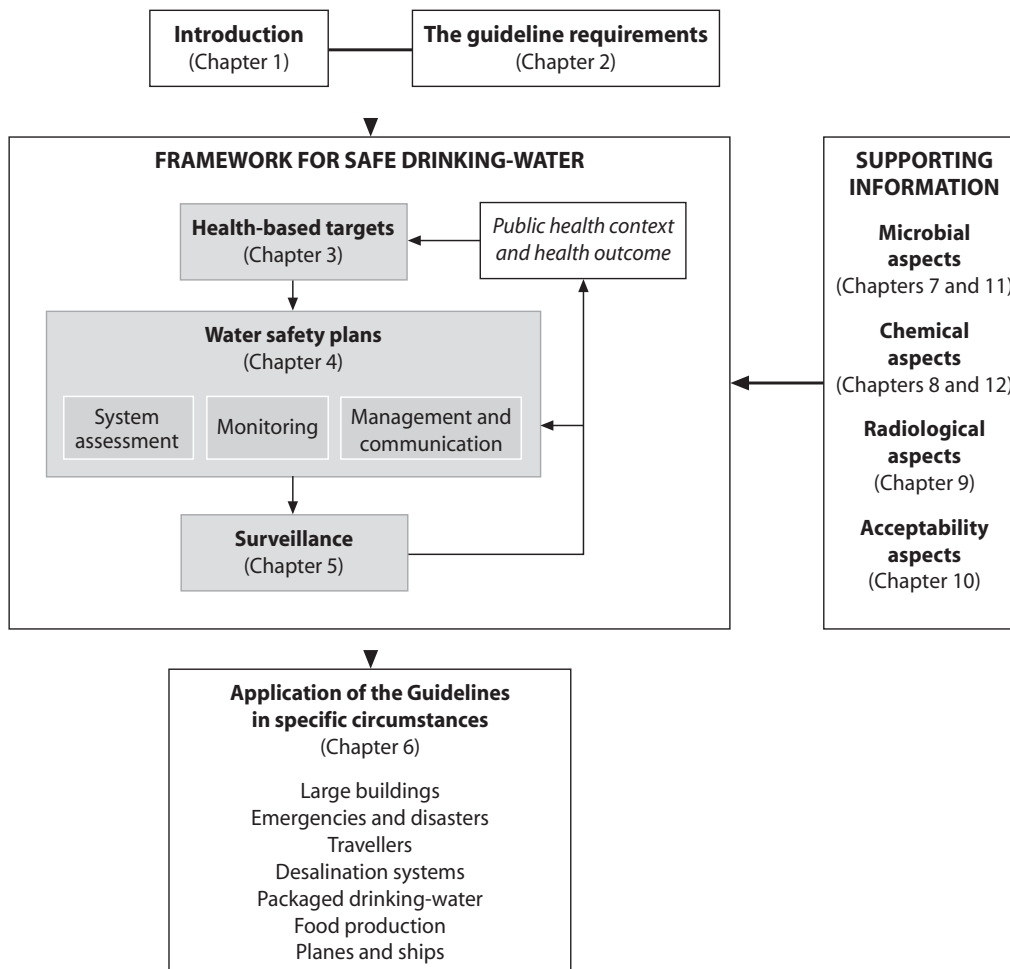 Introduction
(Chapter 1)
The guideline requirements
(Chapter 2)
FRAMEWORK FOR SAFE DRINKING-WATER
Health-based targets
(Chapter 3)
Public health context
and health outcome
Water safety plans
(Chapter 4)
System
assessment
Monitoring
Management and
communication
Surveillance
(Chapter 5)
SUPPORTING
INFORMATION
Microbial
aspects
(Chapters 7 and 11)
Chemical
aspects
(Chapters 8 and 12)
Radiological
aspects
(Chapter 9)
Acceptability
aspects
(Chapter 10)
Application of the Guidelines
in specific circumstances
(Chapter 6)
Large buildings
Emergencies and disasters
Travellers
Desalination systems
Packaged drinking-water
Food production
Planes and ships